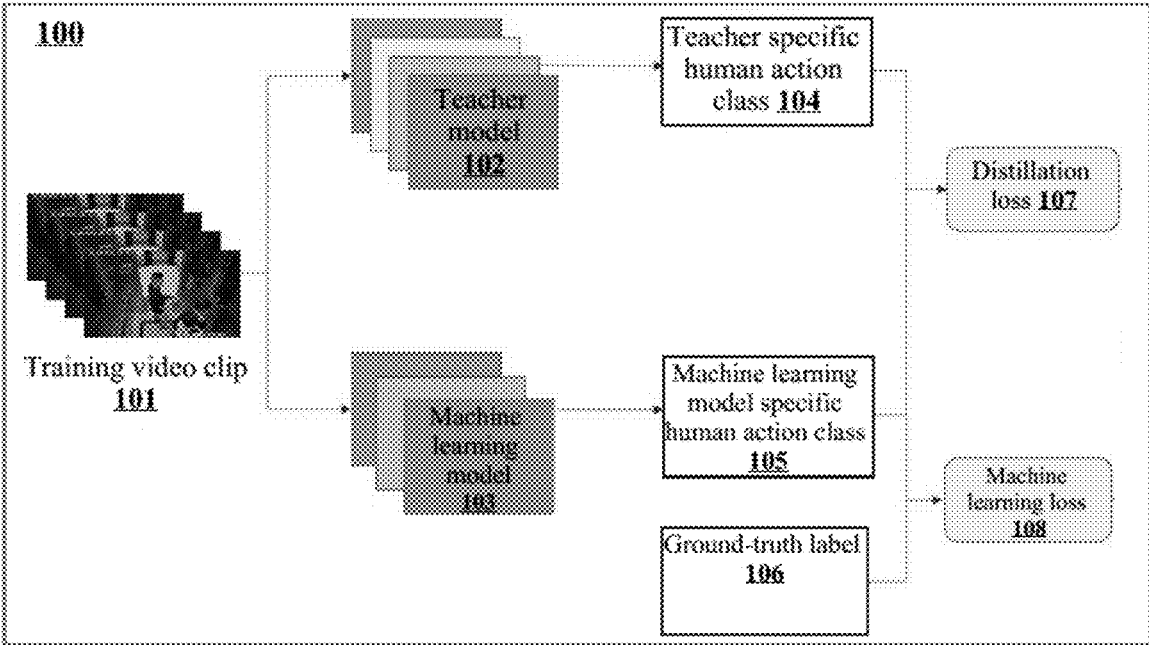 100
Teacher
model
102
Teacher specific
human action
class 104
Distillation
loss 107
Training video clip
101
Machine
learning
model
103
Machine learning
model specific
human action class
105
Machine
learning loss
108
Ground-truth label
106